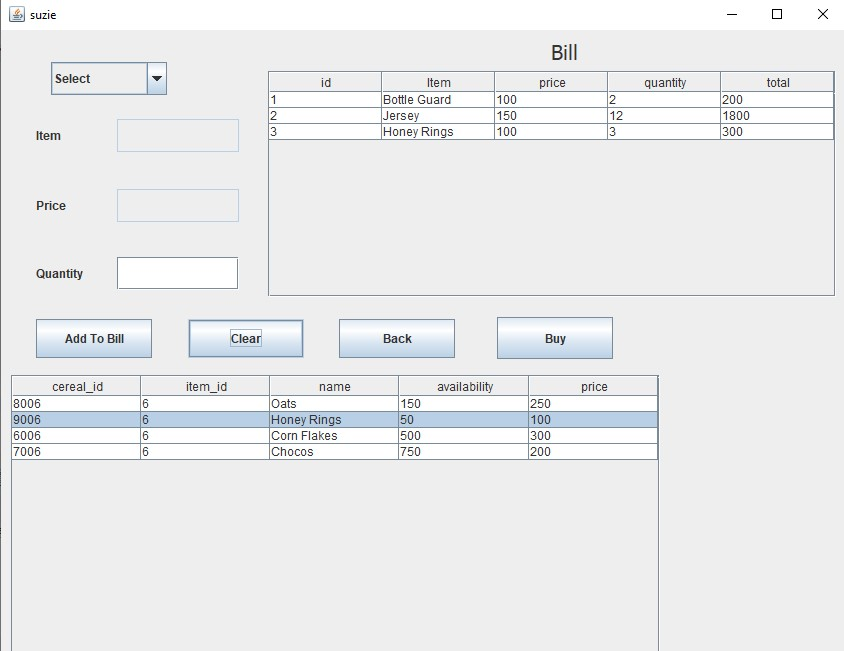 suzie
Select
Item
Price
Quantity
Bill
id Item price quantity total
1 Bottle Guard 100 2 200
2 Jersey 150 12 1800
3 Honey Rings 100 3 300
Add To Bill Clear Back Buy
cereal_id item_id name availability price
8006 6 Oats 150 250
9006 6 Honey Rings 50 100
6006 6 Corn Flakes 500 300
7006 6 Chocos 750 200